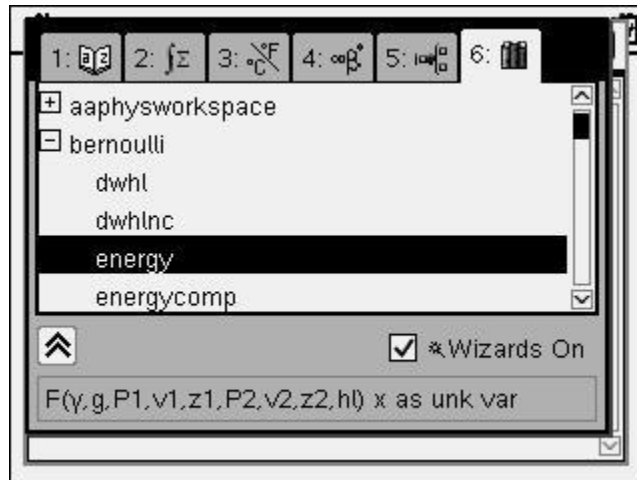 1: 2: ∫Σ 3: °C°F 4: ∞β° 5: 6:
aaphysworkspace
bernoulli
dwhl
dwhlnc
energy
energycomp
Wizards On
F(γ,g,P1,v1,z1,P2,v2,z2,hl) x as unk var